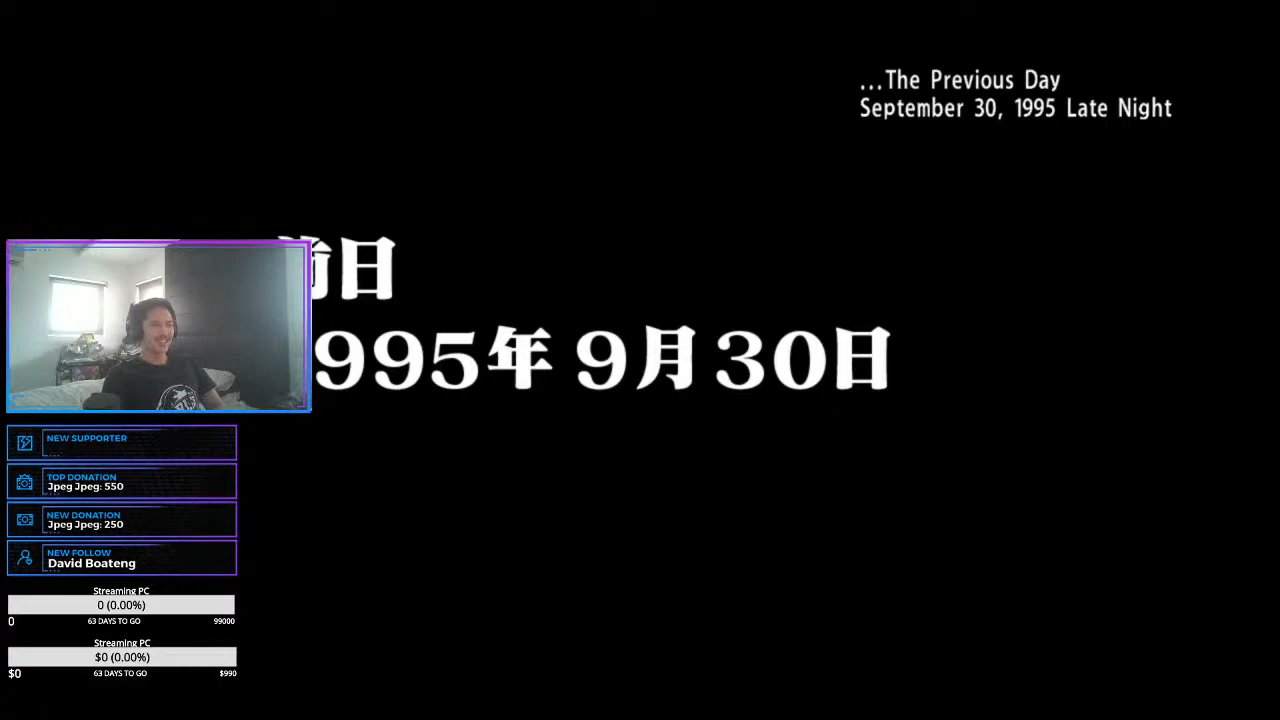 ...The Previous Day
September 30, 1995 Late Night
日
995年 9月30日
NEW SUPPORTER
TOP DONATION
Jpeg Jpeg: 550
NEW DONATION
Jpeg Jpeg: 250
NEW FOLLOW
David Boateng
Streaming PC
0 (0.00%)
0 63 DAYS TO GO 99000
Streaming PC
$0 (0.00%)
$0 63 DAYS TO GO $990